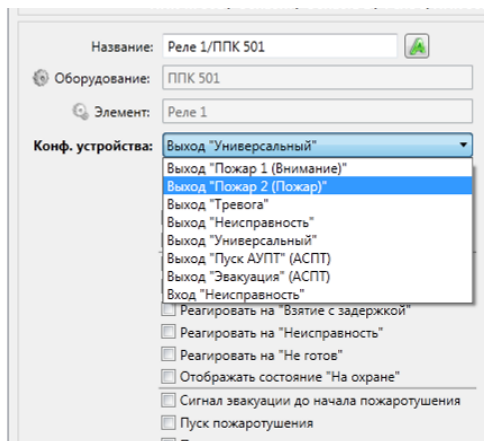 Название: Реле 1/ППК 501
Оборудование: ППК 501
Элемент: Реле 1
Конф. устройства: Выход "Универсальный"
Выход "Пожар 1 (Внимание)"
Выход "Пожар 2 (Пожар)"
Выход "Тревога"
Выход "Неисправность"
Выход "Универсальный"
Выход "Пуск АУПТ" (АСПТ)
Выход "Эвакуация" (АСПТ)
Вход "Неисправность"
Реагировать на "Взятие с задержкой"
Реагировать на "Неисправность"
Реагировать на "Не готов"
Отображать состояние "На охране"
Сигнал эвакуации до начала пожаротушения
Пуск пожаротушения